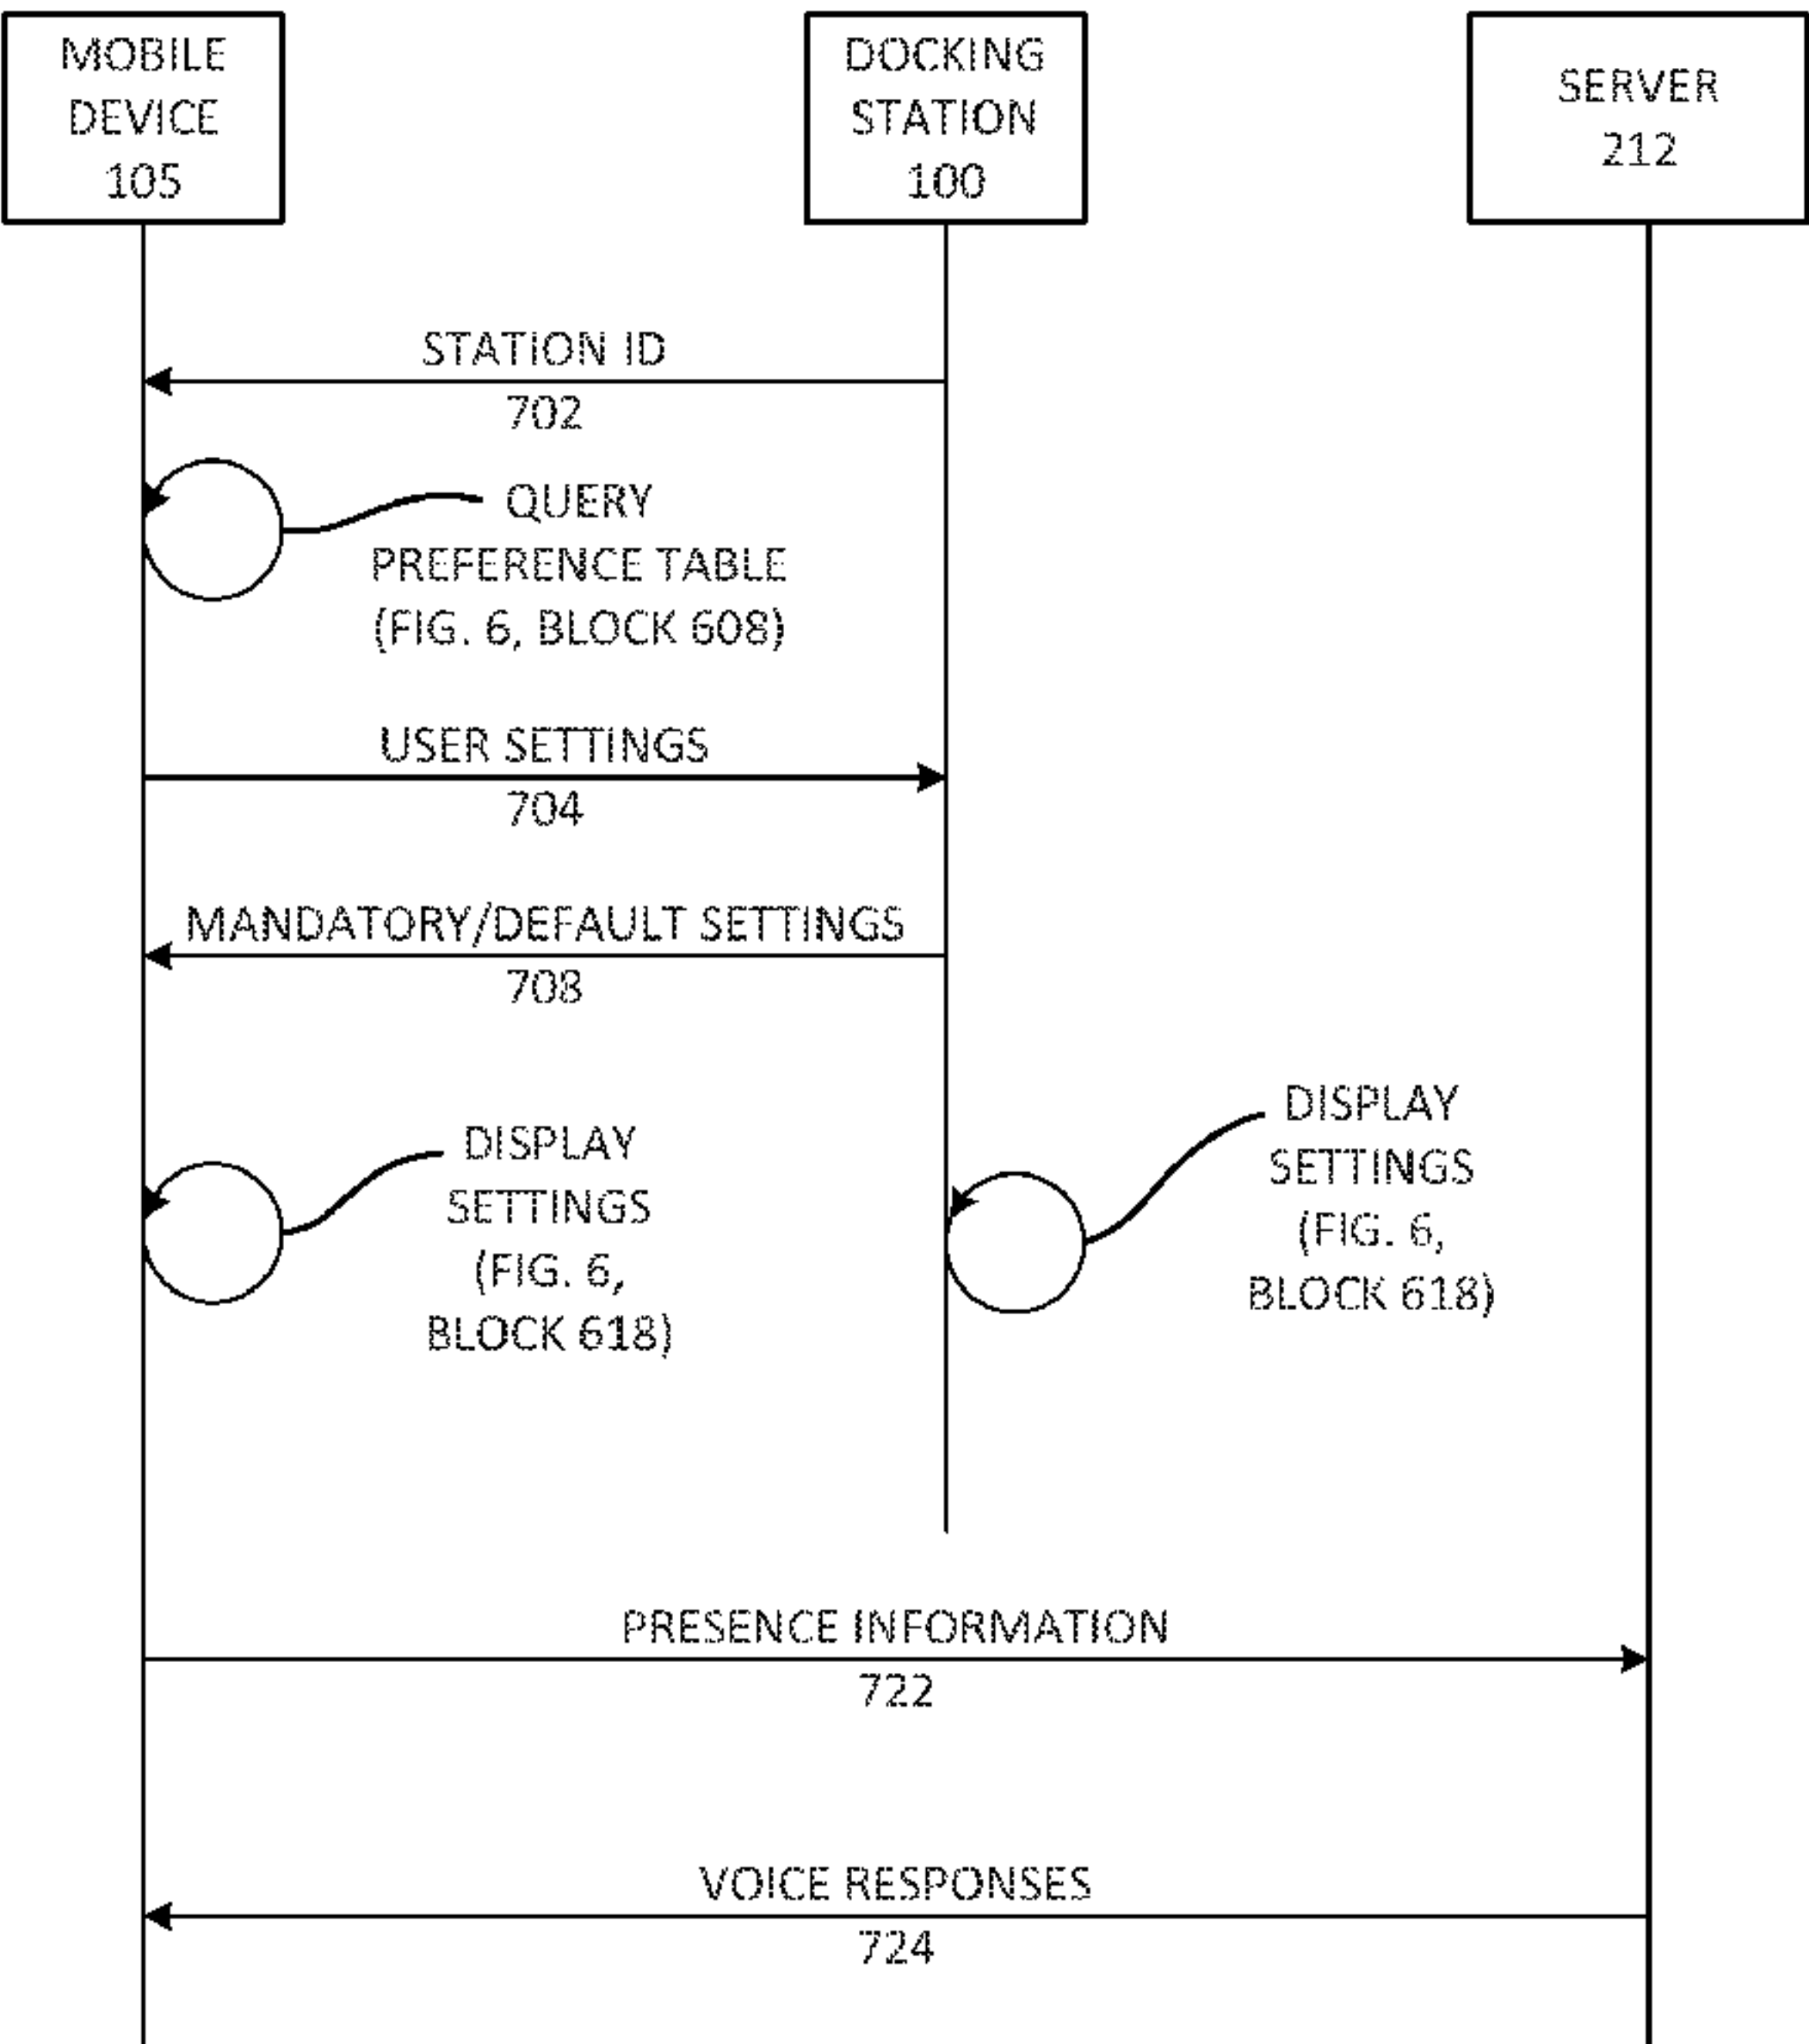 MOBILE
DEVICE
105
DOCKING
STATION
100
SERVER
212
STATION ID
702
QUERY
PREFERENCE TABLE
(FIG. 6, BLOCK 608)
USER SETTINGS
704
MANDATORY/DEFAULT SETTINGS
708
DISPLAY
SETTINGS
(FIG. 6,
BLOCK 618)
DISPLAY
SETTINGS
(FIG. 6,
BLOCK 618)
PRESENCE INFORMATION
722
VOICE RESPONSES
724